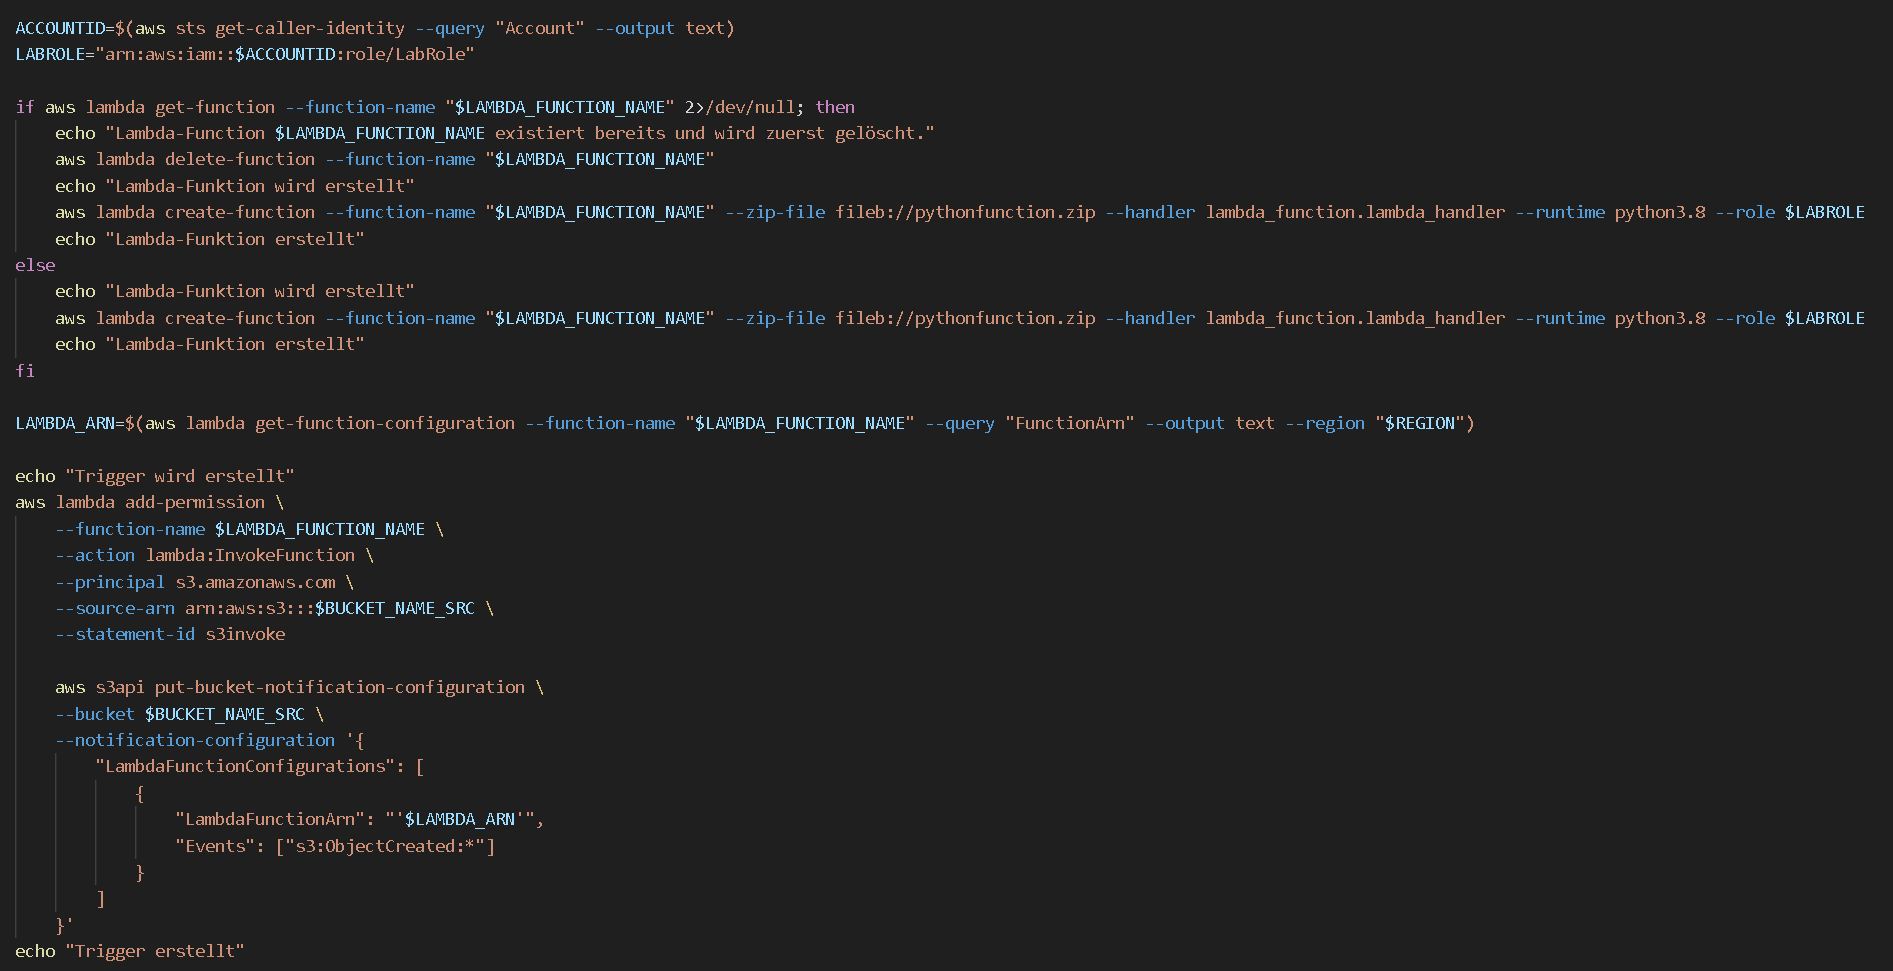 ACCOUNTID=$(aws sts get-caller-identity --query "Account" --output text)
LABROLE="arn:aws:iam::$ACCOUNTID:role/LabRole"

if aws lambda get-function --function-name "$LAMBDA_FUNCTION_NAME" 2>/dev/null; then
    echo "Lambda-Function $LAMBDA_FUNCTION_NAME existiert bereits und wird zuerst gelöscht."
    aws lambda delete-function --function-name "$LAMBDA_FUNCTION_NAME"
    echo "Lambda-Funktion wird erstellt"
    aws lambda create-function --function-name "$LAMBDA_FUNCTION_NAME" --zip-file fileb://pythonfunction.zip --handler lambda_function.lambda_handler --runtime python3.8 --role $LABROLE
    echo "Lambda-Funktion erstellt"
else
    echo "Lambda-Funktion wird erstellt"
    aws lambda create-function --function-name "$LAMBDA_FUNCTION_NAME" --zip-file fileb://pythonfunction.zip --handler lambda_function.lambda_handler --runtime python3.8 --role $LABROLE
    echo "Lambda-Funktion erstellt"
fi

LAMBDA_ARN=$(aws lambda get-function-configuration --function-name "$LAMBDA_FUNCTION_NAME" --query "FunctionArn" --output text --region "$REGION")

echo "Trigger wird erstellt"
aws lambda add-permission \
    --function-name $LAMBDA_FUNCTION_NAME \
    --action lambda:InvokeFunction \
    --principal s3.amazonaws.com \
    --source-arn arn:aws:s3:::$BUCKET_NAME_SRC \
    --statement-id s3invoke

    aws s3api put-bucket-notification-configuration \
    --bucket $BUCKET_NAME_SRC \
    --notification-configuration '{
        "LambdaFunctionConfigurations": [
            {
                "LambdaFunctionArn": "'$LAMBDA_ARN'",
                "Events": ["s3:ObjectCreated:*"]
            }
        ]
    }'
echo "Trigger erstellt"